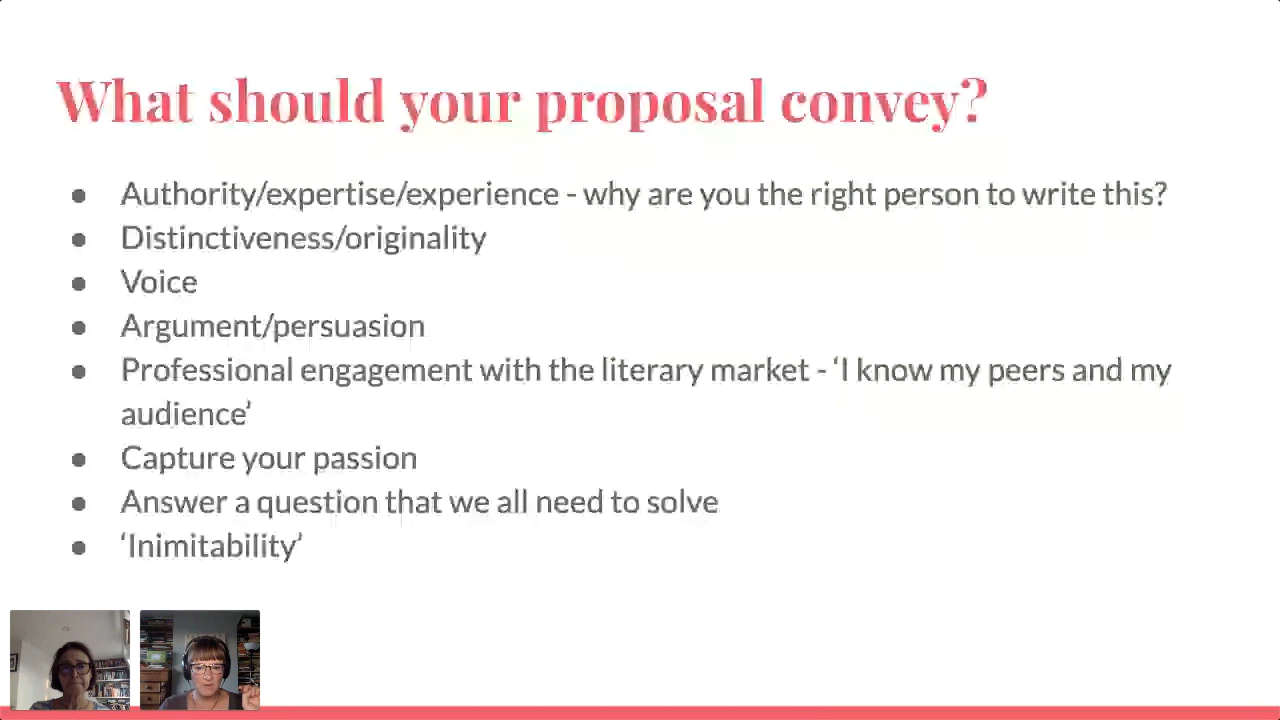 What should your proposal convey?
● Authority/expertise/experience - why are you the right person to write this?
● Distinctiveness/originality
● Voice
● Argument/persuasion
● Professional engagement with the literary market - ‘I know my peers and my
audience’
● Capture your passion
● Answer a question that we all need to solve
● ‘Inimitability’